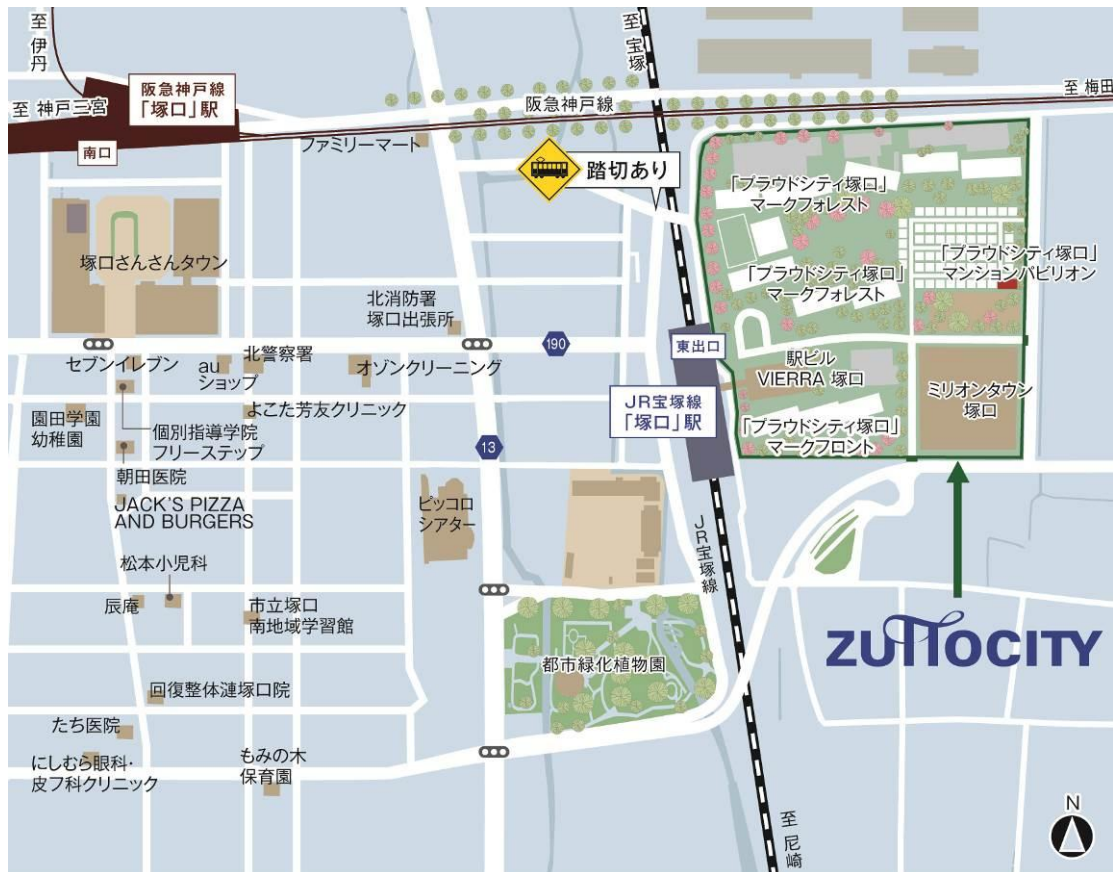 至 伊丹
至 神戸三宮
阪急神戸線
「塚口」駅
南口
至 宝塚
阪急神戸線
至 梅田
ファミリーマート
踏切あり
「プラウドシティ塚口」
マークフォレスト
「プラウドシティ塚口」
マンションパビリオン
「プラウドシティ塚口」
マークフォレスト
塚口さんさんタウン
北消防署
塚口出張所
190
東出口
セブンイレブン
au
ショップ
北警察署
オゾンクリーニング
駅ビル
VIERRA 塚口
ミリオンタウン
塚口
園田学園
幼稚園
個別指導学院
フリーステップ
よこた芳友クリニック
JR宝塚線
「塚口」駅
「プラウドシティ塚口」
マークフロント
13
朝田医院
JACK'S PIZZA
AND BURGERS
ピッコロ
シアター
JR宝塚線
松本小児科
辰庵
市立塚口
南地域学習館
都市緑化植物園
ZUTTOCITY
回復整体漣塚口院
たち医院
にしむら眼科・
皮フ科クリニック
もみの木
保育園
至 尼崎
N